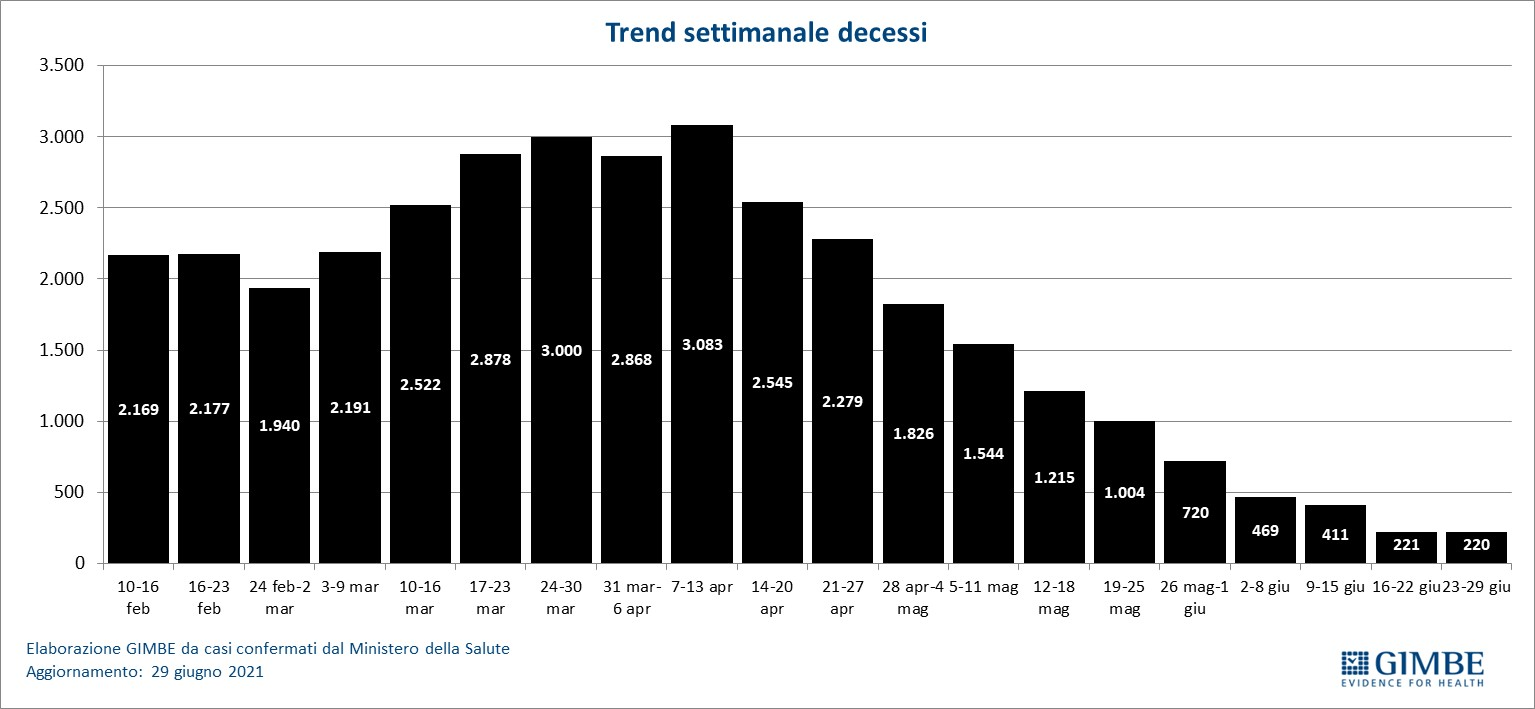 Trend settimanale decessi
3.500
3.000
2.500
2.000
1.500
1.000
500
0
2.169
2.177
1.940
2.191
2.522
2.878
3.000
2.868
3.083
2.545
2.279
1.826
1.544
1.215
1.004
720
469
411
221
220
10-16
feb
16-23
feb
24 feb-2
mar
3-9 mar
10-16
mar
17-23
mar
24-30
mar
31 mar-
6 apr
7-13 apr
14-20
apr
21-27
apr
28 apr-4
mag
5-11 mag
12-18
mag
19-25
mag
26 mag-1
giu
2-8 giu
9-15 giu
16-22 giu
23-29 giu
Elaborazione GIMBE da casi confermati dal Ministero della Salute
Aggiornamento: 29 giugno 2021
GIMBE
EVIDENCE FOR HEALTH